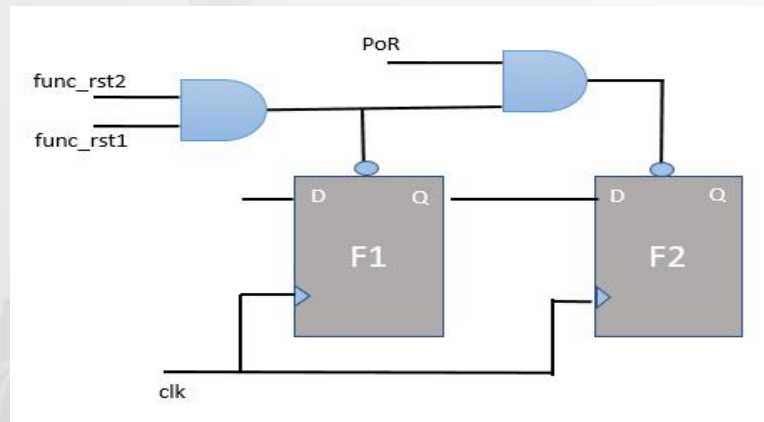 PoR
func_rst2
func_rst1
D Q
F1
D Q
F2
clk